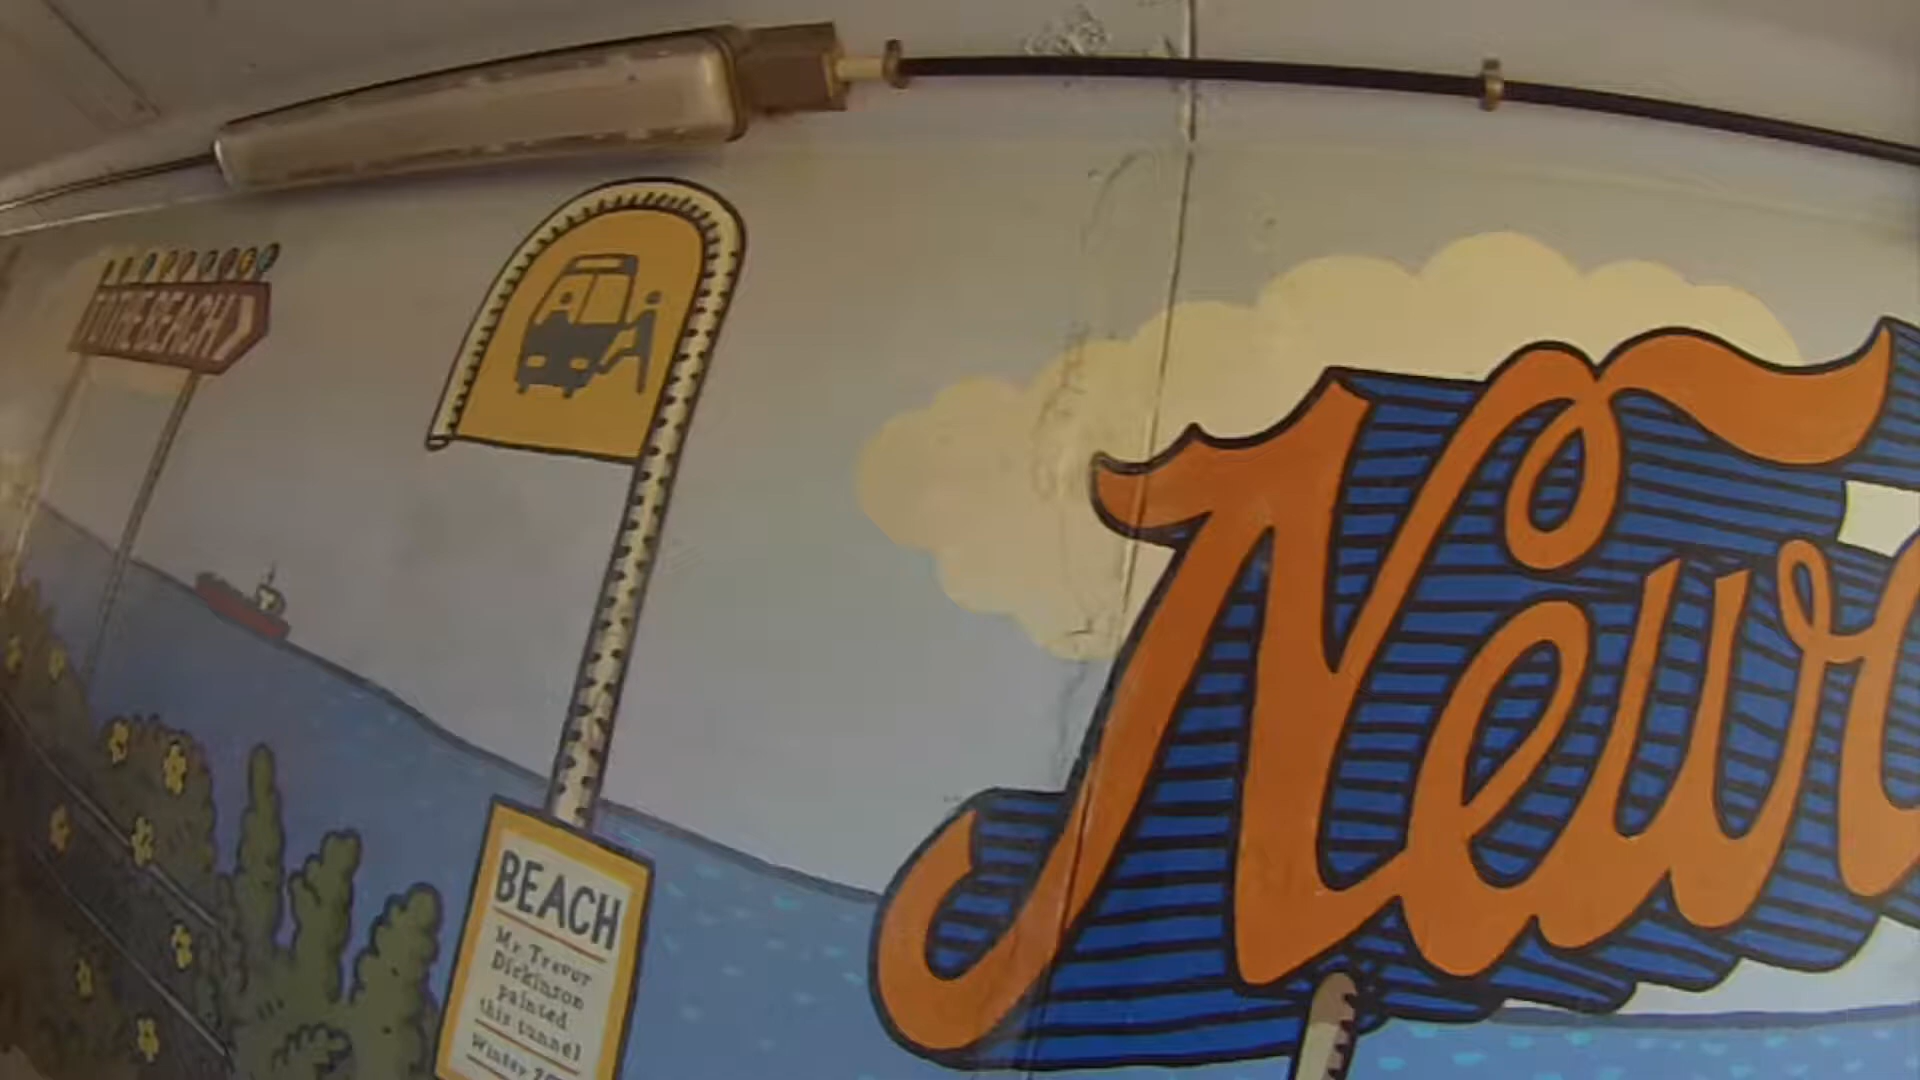 TO THE BEACH
BEACH
Mr Trevor
Dickinson
painted
this tunnel
Winter
New